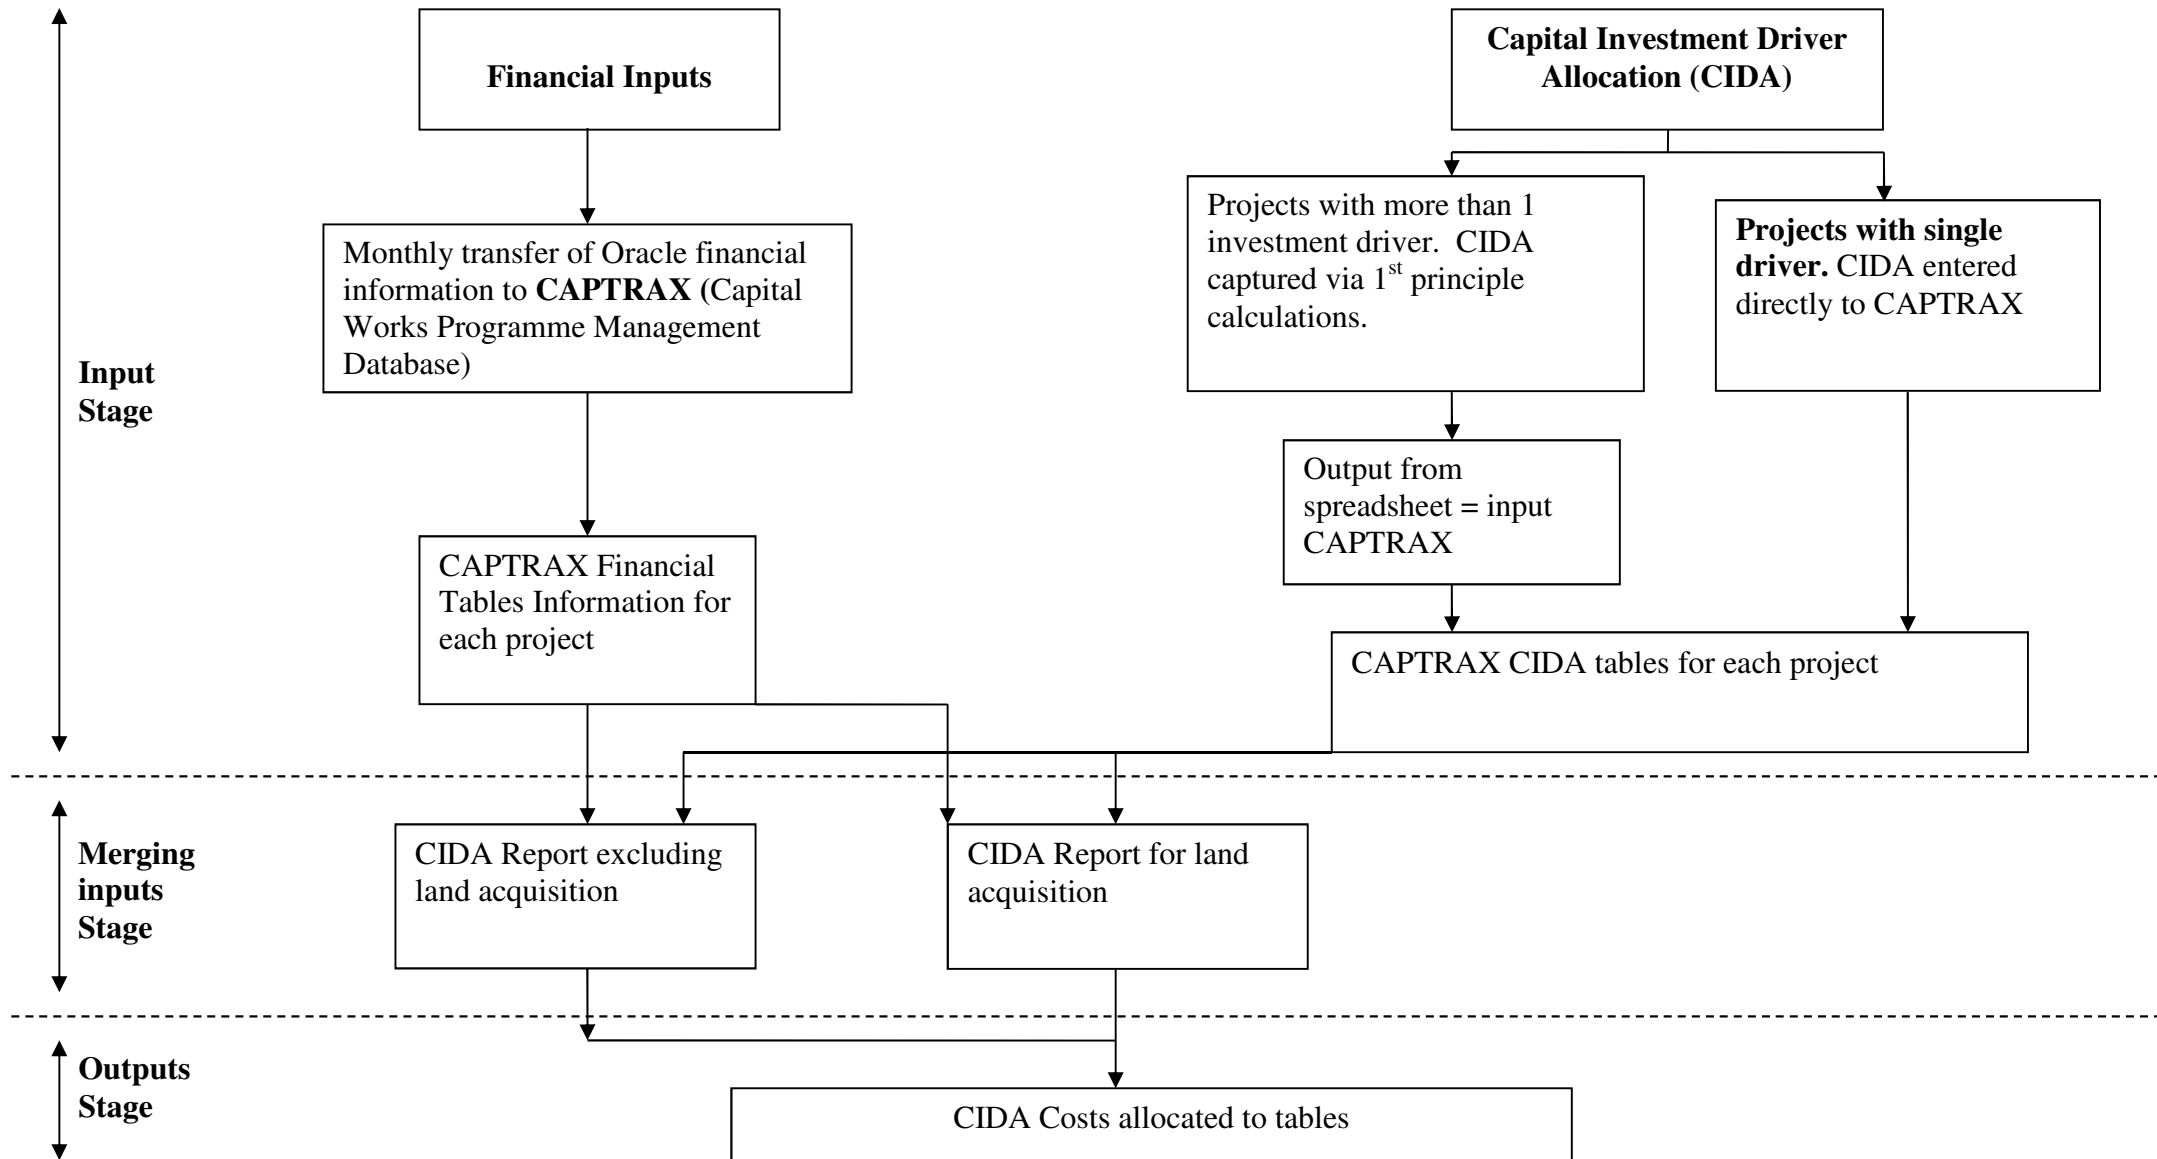 Financial Inputs
Capital Investment Driver
Allocation (CIDA)
Monthly transfer of Oracle financial
information to CAPTRAX (Capital
Works Programme Management
Database)
Projects with more than 1
investment driver.  CIDA
captured via 1st principle
calculations.
Projects with single
driver. CIDA entered
directly to CAPTRAX
Input
Stage
Output from
spreadsheet = input
CAPTRAX
CAPTRAX Financial
Tables Information for
each project
CAPTRAX CIDA tables for each project
Merging
inputs
Stage
CIDA Report excluding
land acquisition
CIDA Report for land
acquisition
Outputs
Stage
CIDA Costs allocated to tables